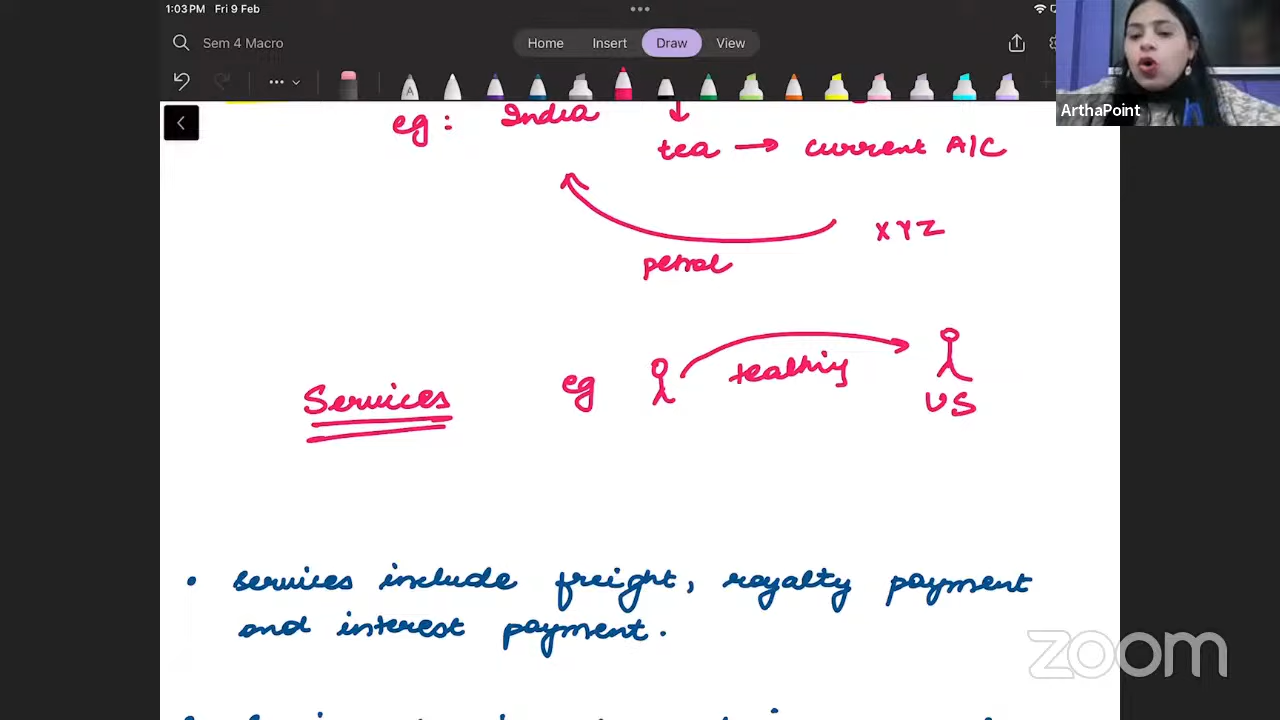 1:03 PM Fri 9 Feb
Sem 4 Macro
Home Insert Draw View
A
ArthaPoint
eg : India
tea → current A/C
XYZ
petrol
Services eg teaching
US
• Services include freight, royalty payment
and interest payment.
zoom